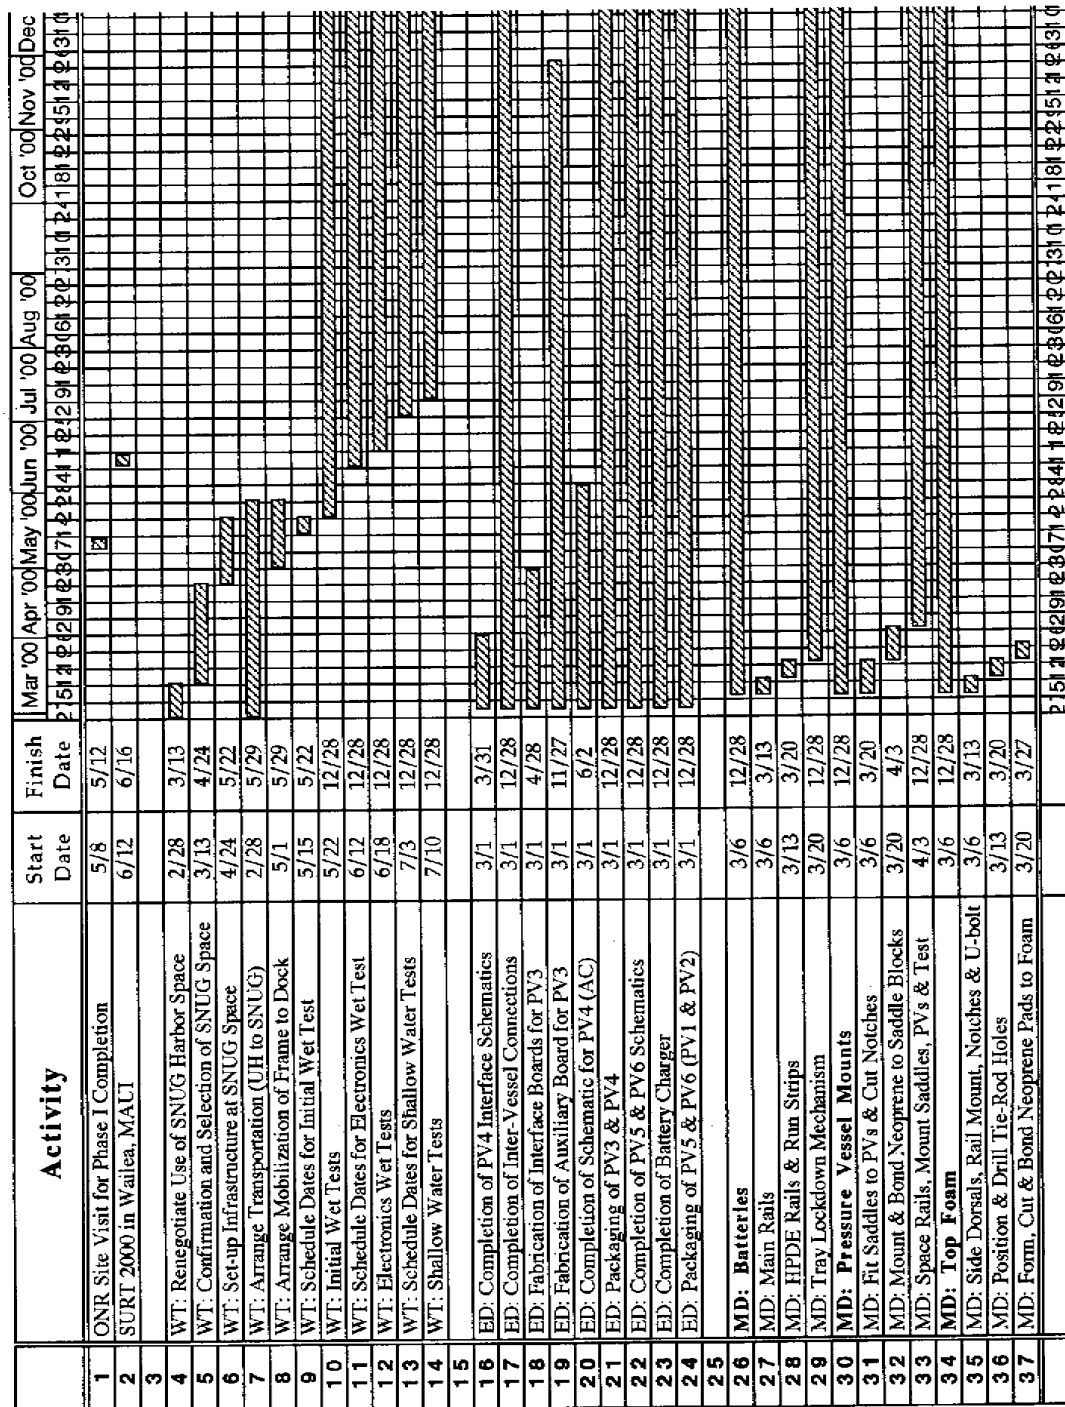 Activity Start Date Finish Date Mar '00 Apr '00 May '00 Jun '00 Jul '00 Aug '00 Oct '00 Nov '00 Dec
1 ONR Site Visit for Phase I Completion 5/8 5/12
2 SURT 2000 in Wailea, MAUI 6/12 6/16
3
4 WT: Renegotiate Use of SNUG Harbor Space 2/28 3/13
5 WT: Confirmation and Selection of SNUG Space 3/13 4/24
6 WT: Set-up Infrastructure at SNUG Space 4/24 5/22
7 WT: Arrange Transportation (UH to SNUG) 2/28 5/29
8 WT: Arrange Mobilization of Frame to Dock 5/1 5/29
9 WT: Schedule Dates for Initial Wet Test 5/15 5/22
10 WT: Initial Wet Tests 5/22 12/28
11 WT: Schedule Dates for Electronics Wet Test 6/12 12/28
12 WT: Electronics Wet Tests 6/18 12/28
13 WT: Schedule Dates for Shallow Water Tests 7/3 12/28
14 WT: Shallow Water Tests 7/10 12/28
15
16 ED: Completion of PV4 Interface Schematics 3/1 3/31
17 ED: Completion of Inter-Vessel Connections 3/1 12/28
18 ED: Fabrication of Interface Boards for PV3 3/1 4/28
19 ED: Fabrication of Auxiliary Board for PV3 3/1 11/27
20 ED: Completion of Schematic for PV4 (AC) 3/1 6/2
21 ED: Packaging of PV3 & PV4 3/1 12/28
22 ED: Completion of PV5 & PV6 Schematics 3/1 12/28
23 ED: Completion of Battery Charger 3/1 12/28
24 ED: Packaging of PV5 & PV6 (PV1 & PV2) 3/1 12/28
25
26 MD: Batteries 3/6 12/28
27 MD: Main Rails 3/6 3/13
28 MD: HPDE Rails & Run Strips 3/13 3/20
29 MD: Tray Lockdown Mechanism 3/20 12/28
30 MD: Pressure Vessel Mounts 3/6 12/28
31 MD: Fit Saddles to PVs & Cut Notches 3/6 3/20
32 MD: Mount & Bond Neoprene to Saddle Blocks 3/20 4/3
33 MD: Space Rails, Mount Saddles, PVs & Test 4/3 12/28
34 MD: Top Foam 3/6 12/28
35 MD: Side Dorsals, Rail Mount, Notches & U-bolt 3/6 3/13
36 MD: Position & Drill Tie-Rod Holes 3/13 3/20
37 MD: Form, Cut & Bond Neoprene Pads to Foam 3/20 3/27